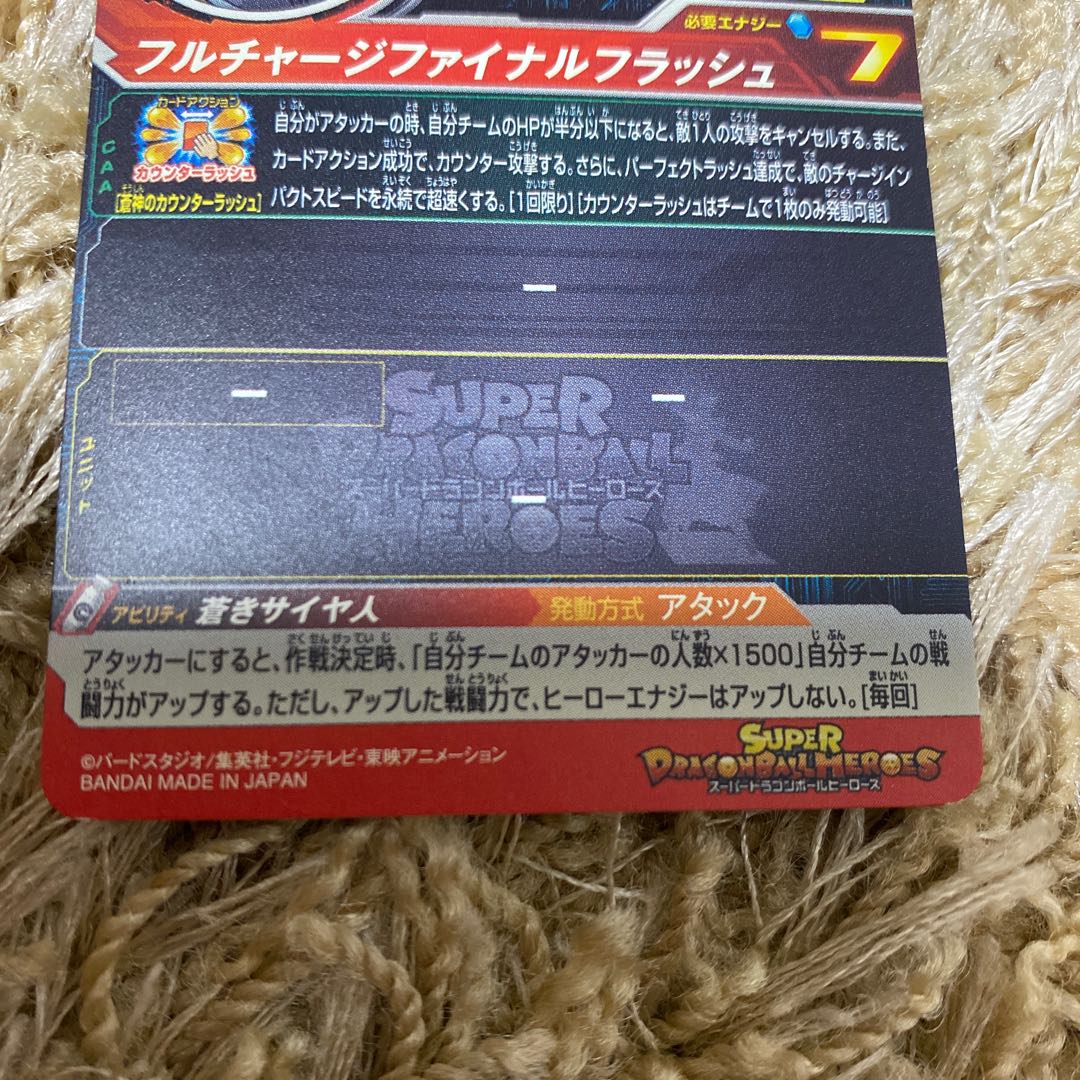 必要エナジー
フルチャージファイナルフラッシュ 7
カードアクション
カウンターラッシュ
CAA
[蒼神のカウンターラッシュ]
自分がアタッカーの時、自分チームのHPが半分以下になると、敵1人の攻撃をキャンセルする。また、
カードアクション成功で、カウンター攻撃する。さらに、パーフェクトラッシュ達成で、敵のチャージイン
パクトスピードを永続で超速くする。[1回限り][カウンターラッシュはチームで1枚のみ発動可能]
ー
ー
ー
ー
SUPER
DRAGONBALL
スーパードラゴンボールヒーローズ
HEROES
アビリティ 蒼きサイヤ人 発動方式 アタック
アタッカーにすると、作戦決定時、「自分チームのアタッカーの人数×1500」自分チームの戦
闘力がアップする。ただし、アップした戦闘力で、ヒーローエナジーはアップしない。[毎回]
©バードスタジオ/集英社・フジテレビ・東映アニメーション
BANDAI MADE IN JAPAN
SUPER
DRAGONBALL HEROES
スーパードラゴンボールヒーローズ